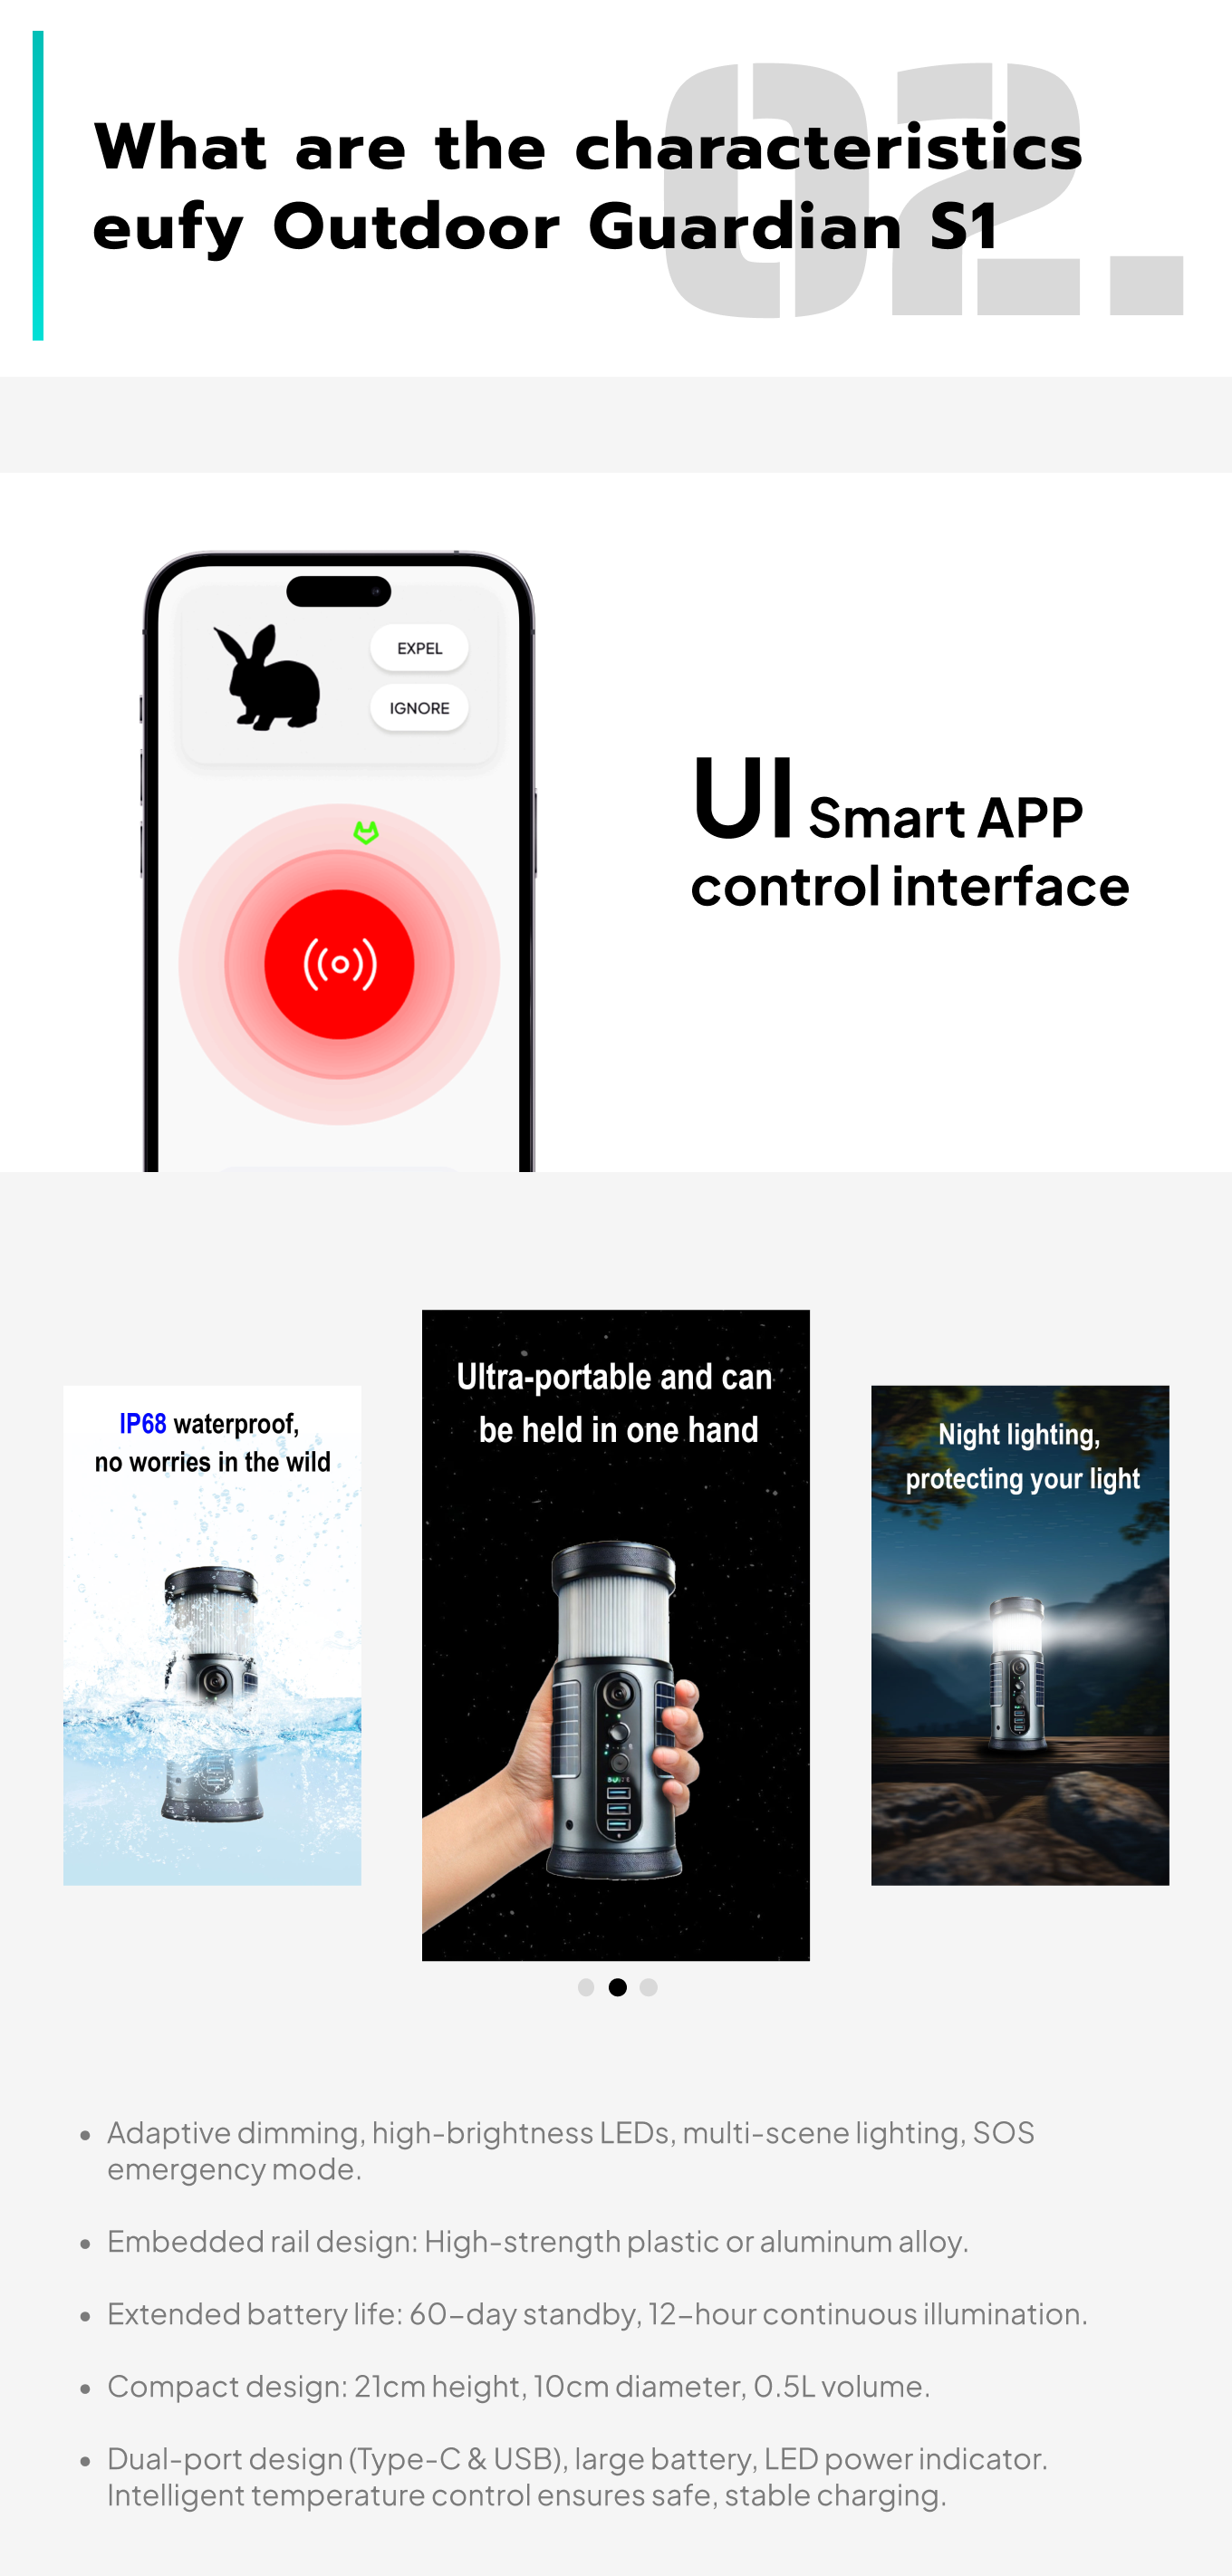 02.
What are the characteristics
eufy Outdoor Guardian S1
EXPEL
IGNORE
UI Smart APP
control interface
IP68 waterproof,
no worries in the wild
Ultra-portable and can
be held in one hand
Night lighting,
protecting your light
• Adaptive dimming, high-brightness LEDs, multi-scene lighting, SOS
emergency mode.
• Embedded rail design: High-strength plastic or aluminum alloy.
• Extended battery life: 60-day standby, 12-hour continuous illumination.
• Compact design: 21cm height, 10cm diameter, 0.5L volume.
• Dual-port design (Type-C & USB), large battery, LED power indicator.
Intelligent temperature control ensures safe, stable charging.